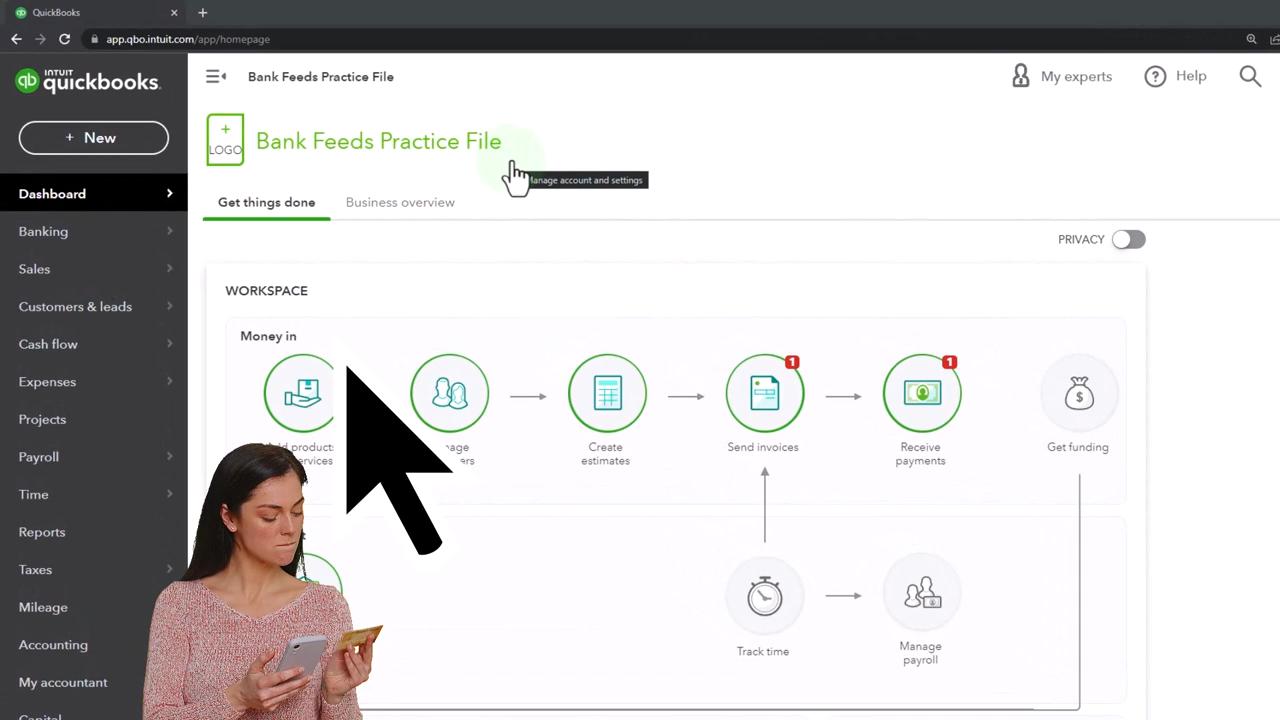 QuickBooks
app.qbo.intuit.com/app/homepage
INTUIT
quickbooks.
Bank Feeds Practice File
My experts
Help
+ New
+
LOGO
Bank Feeds Practice File
Manage account and settings
Get things done
Business overview
PRIVACY
Dashboard
Banking
Sales
Customers & leads
Cash flow
Expenses
Projects
Payroll
Time
Reports
Taxes
Mileage
Accounting
My accountant
WORKSPACE
Money in
Create
estimates
Send invoices
1
Receive
payments
1
Get funding
Track time
Manage
payroll